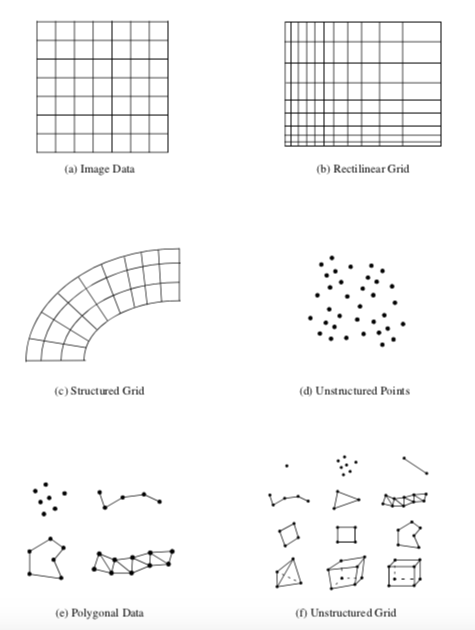 (a) Image Data
(b) Rectilinear Grid
(c) Structured Grid
(d) Unstructured Points
(e) Polygonal Data
(f) Unstructured Grid